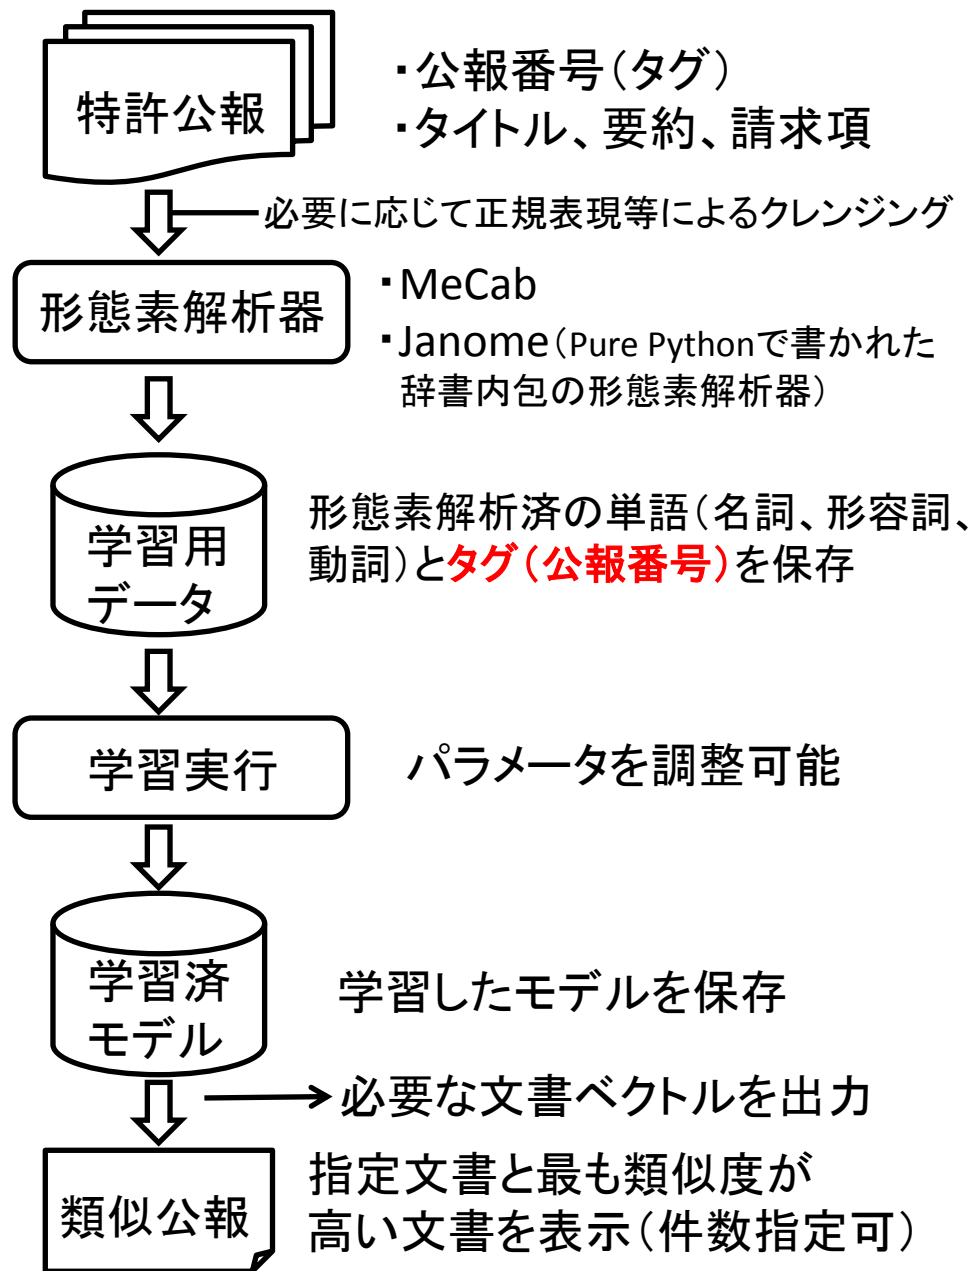 特許公報
・公報番号(タグ)
・タイトル、要約、請求項
必要に応じて正規表現等によるクレンジング
形態素解析器
・MeCab
・Janome(Pure Pythonで書かれた
辞書内包の形態素解析器)
学習用
データ
形態素解析済の単語(名詞、形容詞、
動詞)とタグ(公報番号)を保存
学習実行
パラメータを調整可能
学習済
モデル
学習したモデルを保存
必要な文書ベクトルを出力
類似公報
指定文書と最も類似度が
高い文書を表示(件数指定可)